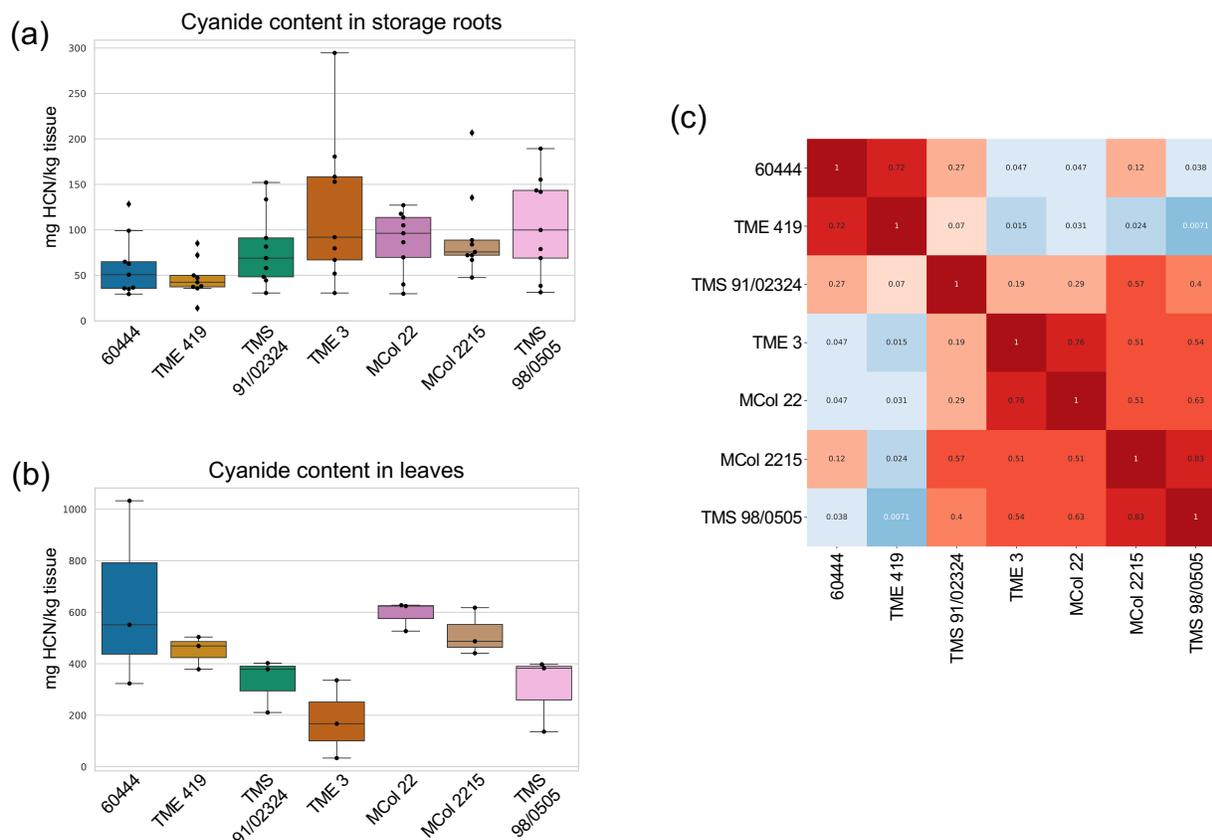 (a)
Cyanide content in storage roots
mg HCN/kg tissue
300
250
200
150
100
50
0
60444
TME 419
TMS
91/02324
TME 3
MCol 22
MCol 2215
TMS
98/0505
(b)
Cyanide content in leaves
mg HCN/kg tissue
1000
800
600
400
200
0
60444
TME 419
TMS
91/02324
TME 3
MCol 22
MCol 2215
TMS
98/0505
(c)
60444 1 0.72 0.27 0.047 0.047 0.12 0.038
TME 419 0.72 1 0.07 0.015 0.031 0.024 0.0071
TMS 91/02324 0.27 0.07 1 0.19 0.29 0.57 0.4
TME 3 0.047 0.015 0.19 1 0.76 0.51 0.54
MCol 22 0.047 0.031 0.29 0.76 1 0.51 0.63
MCol 2215 0.12 0.024 0.57 0.51 0.51 1 0.83
TMS 98/0505 0.038 0.0071 0.4 0.54 0.63 0.83 1
60444
TME 419
TMS 91/02324
TME 3
MCol 22
MCol 2215
TMS 98/0505